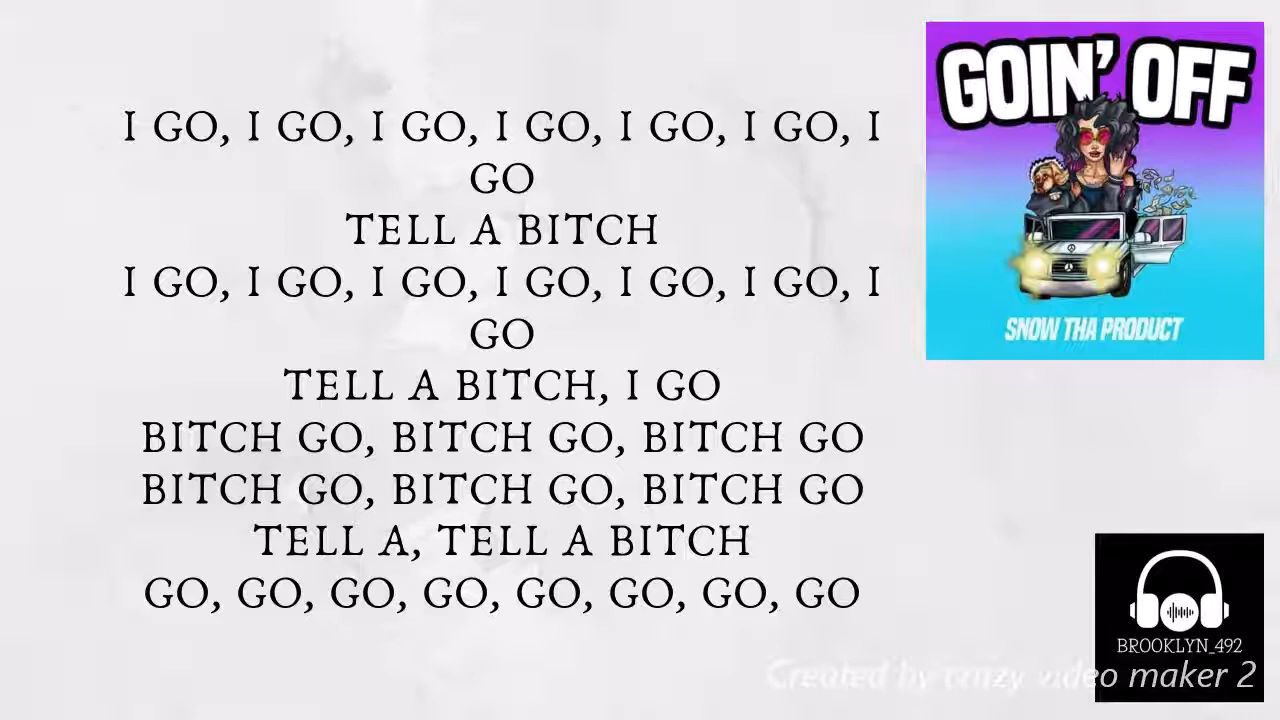 I GO, I GO, I GO, I GO, I GO, I GO, I
GO
TELL A BITCH
I GO, I GO, I GO, I GO, I GO, I GO, I
GO
TELL A BITCH, I GO
BITCH GO, BITCH GO, BITCH GO
BITCH GO, BITCH GO, BITCH GO
TELL A, TELL A BITCH
GO, GO, GO, GO, GO, GO, GO, GO
GOIN' OFF
SNOW THA PRODUCT
BROOKLYN_492
Created by crazy video maker 2